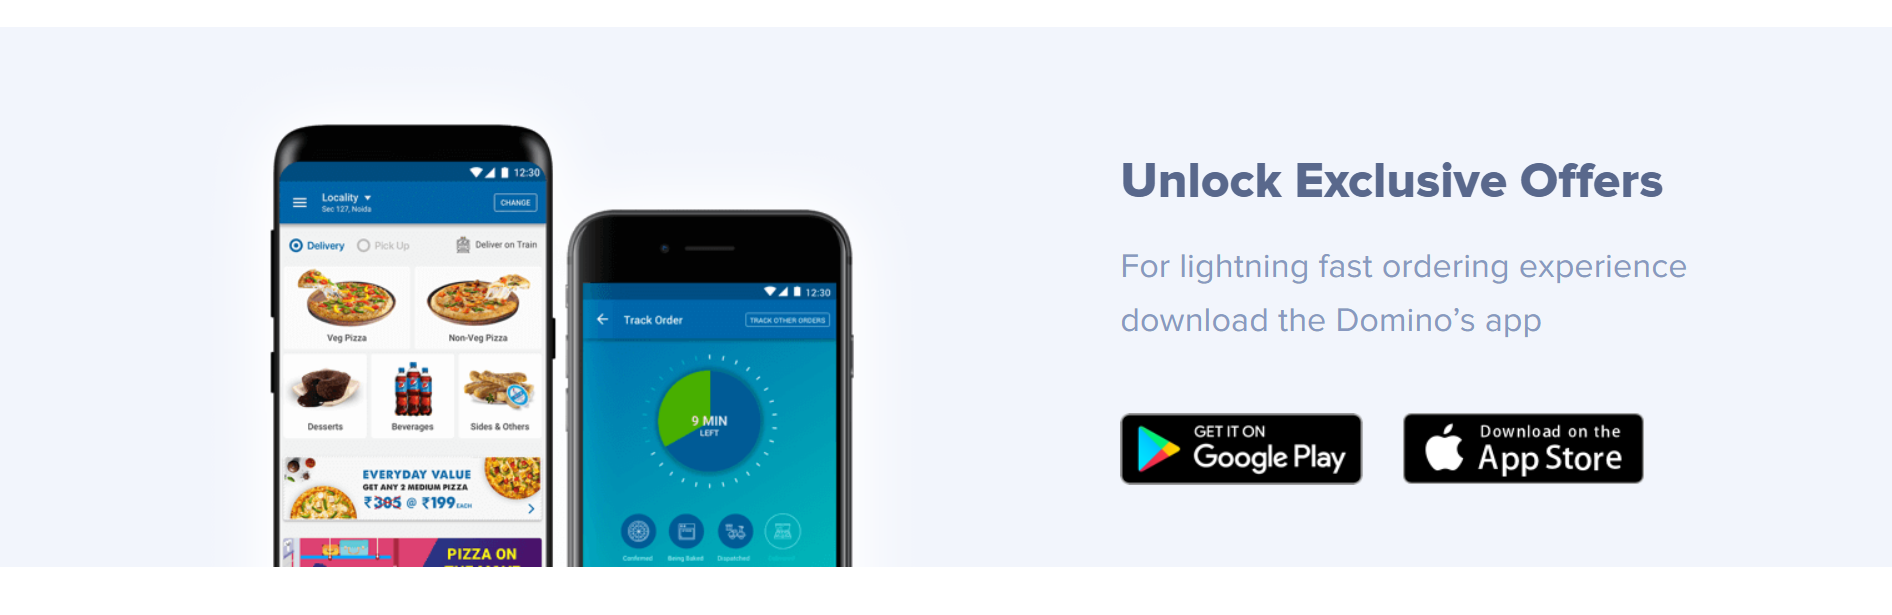 12:30
Locality
Sec 127, Noida
CHANGE
Delivery
Pick Up
Deliver on Train
Veg Pizza
Non-Veg Pizza
Desserts
Beverages
Sides & Others
EVERYDAY VALUE
GET ANY 2 MEDIUM PIZZA
₹305 @ ₹199 EACH
PIZZA ON
12:30
Track Order
TRACK OTHER ORDERS
9 MIN
LEFT
Confirmed
Being Baked
Dispatched
Unlock Exclusive Offers
For lightning fast ordering experience
download the Domino’s app
GET IT ON
Google Play
Download on the
App Store